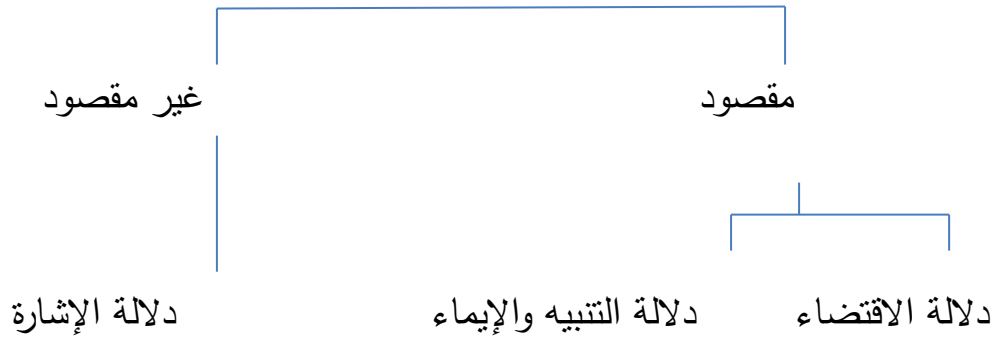 مقصود غير مقصود
دلالة الاقتضاء دلالة التنبيه والإيماء دلالة الإشارة